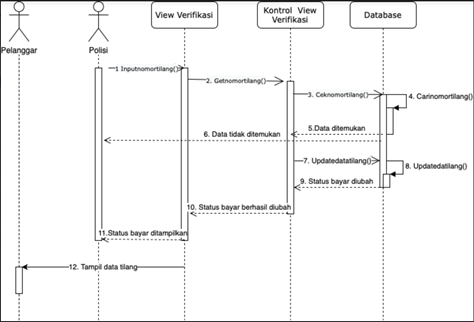 View Verifikasi
Kontrol View
Verifikasi
Database
Pelanggar
Polisi
1 Inputnomortilang()
2. Getnomortilang()
3. Ceknomortilang()
4. Carinomortilang()
5.Data ditemukan
6. Data tidak ditemukan
7. Updatedatatilang()
8. Updatedatilang()
9. Status bayar diubah
10. Status bayar berhasil diubah
11.Status bayar ditampilkan
12. Tampil data tilang